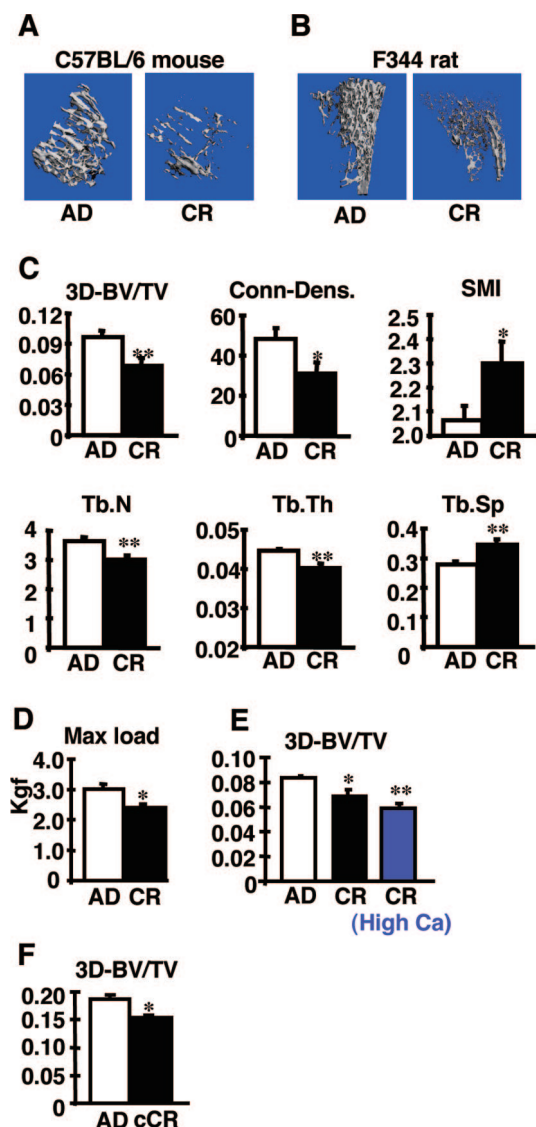 A B
C57BL/6 mouse F344 rat
AD CR AD CR
C
3D-BV/TV Conn-Dens. SMI
0.12 60 2.5
0.09 40 2.4
0.06 20 2.3
0.03 0 2.2
0 2.1
2.0
** * *
AD CR AD CR AD CR
Tb.N Tb.Th Tb.Sp
4 0.06 0.4
3 0.04 0.3
2 0.02 0.2
1 0.1
0 0
** ** **
AD CR AD CR AD CR
D E
Max load 3D-BV/TV
Kgf
4.0 0.10
3.0 0.08
2.0 0.06
1.0 0.04
0 0.02
0
* * **
AD CR AD CR CR
(High Ca)
F
3D-BV/TV
0.20
0.15
0.10
0.05
0
*
AD cCR